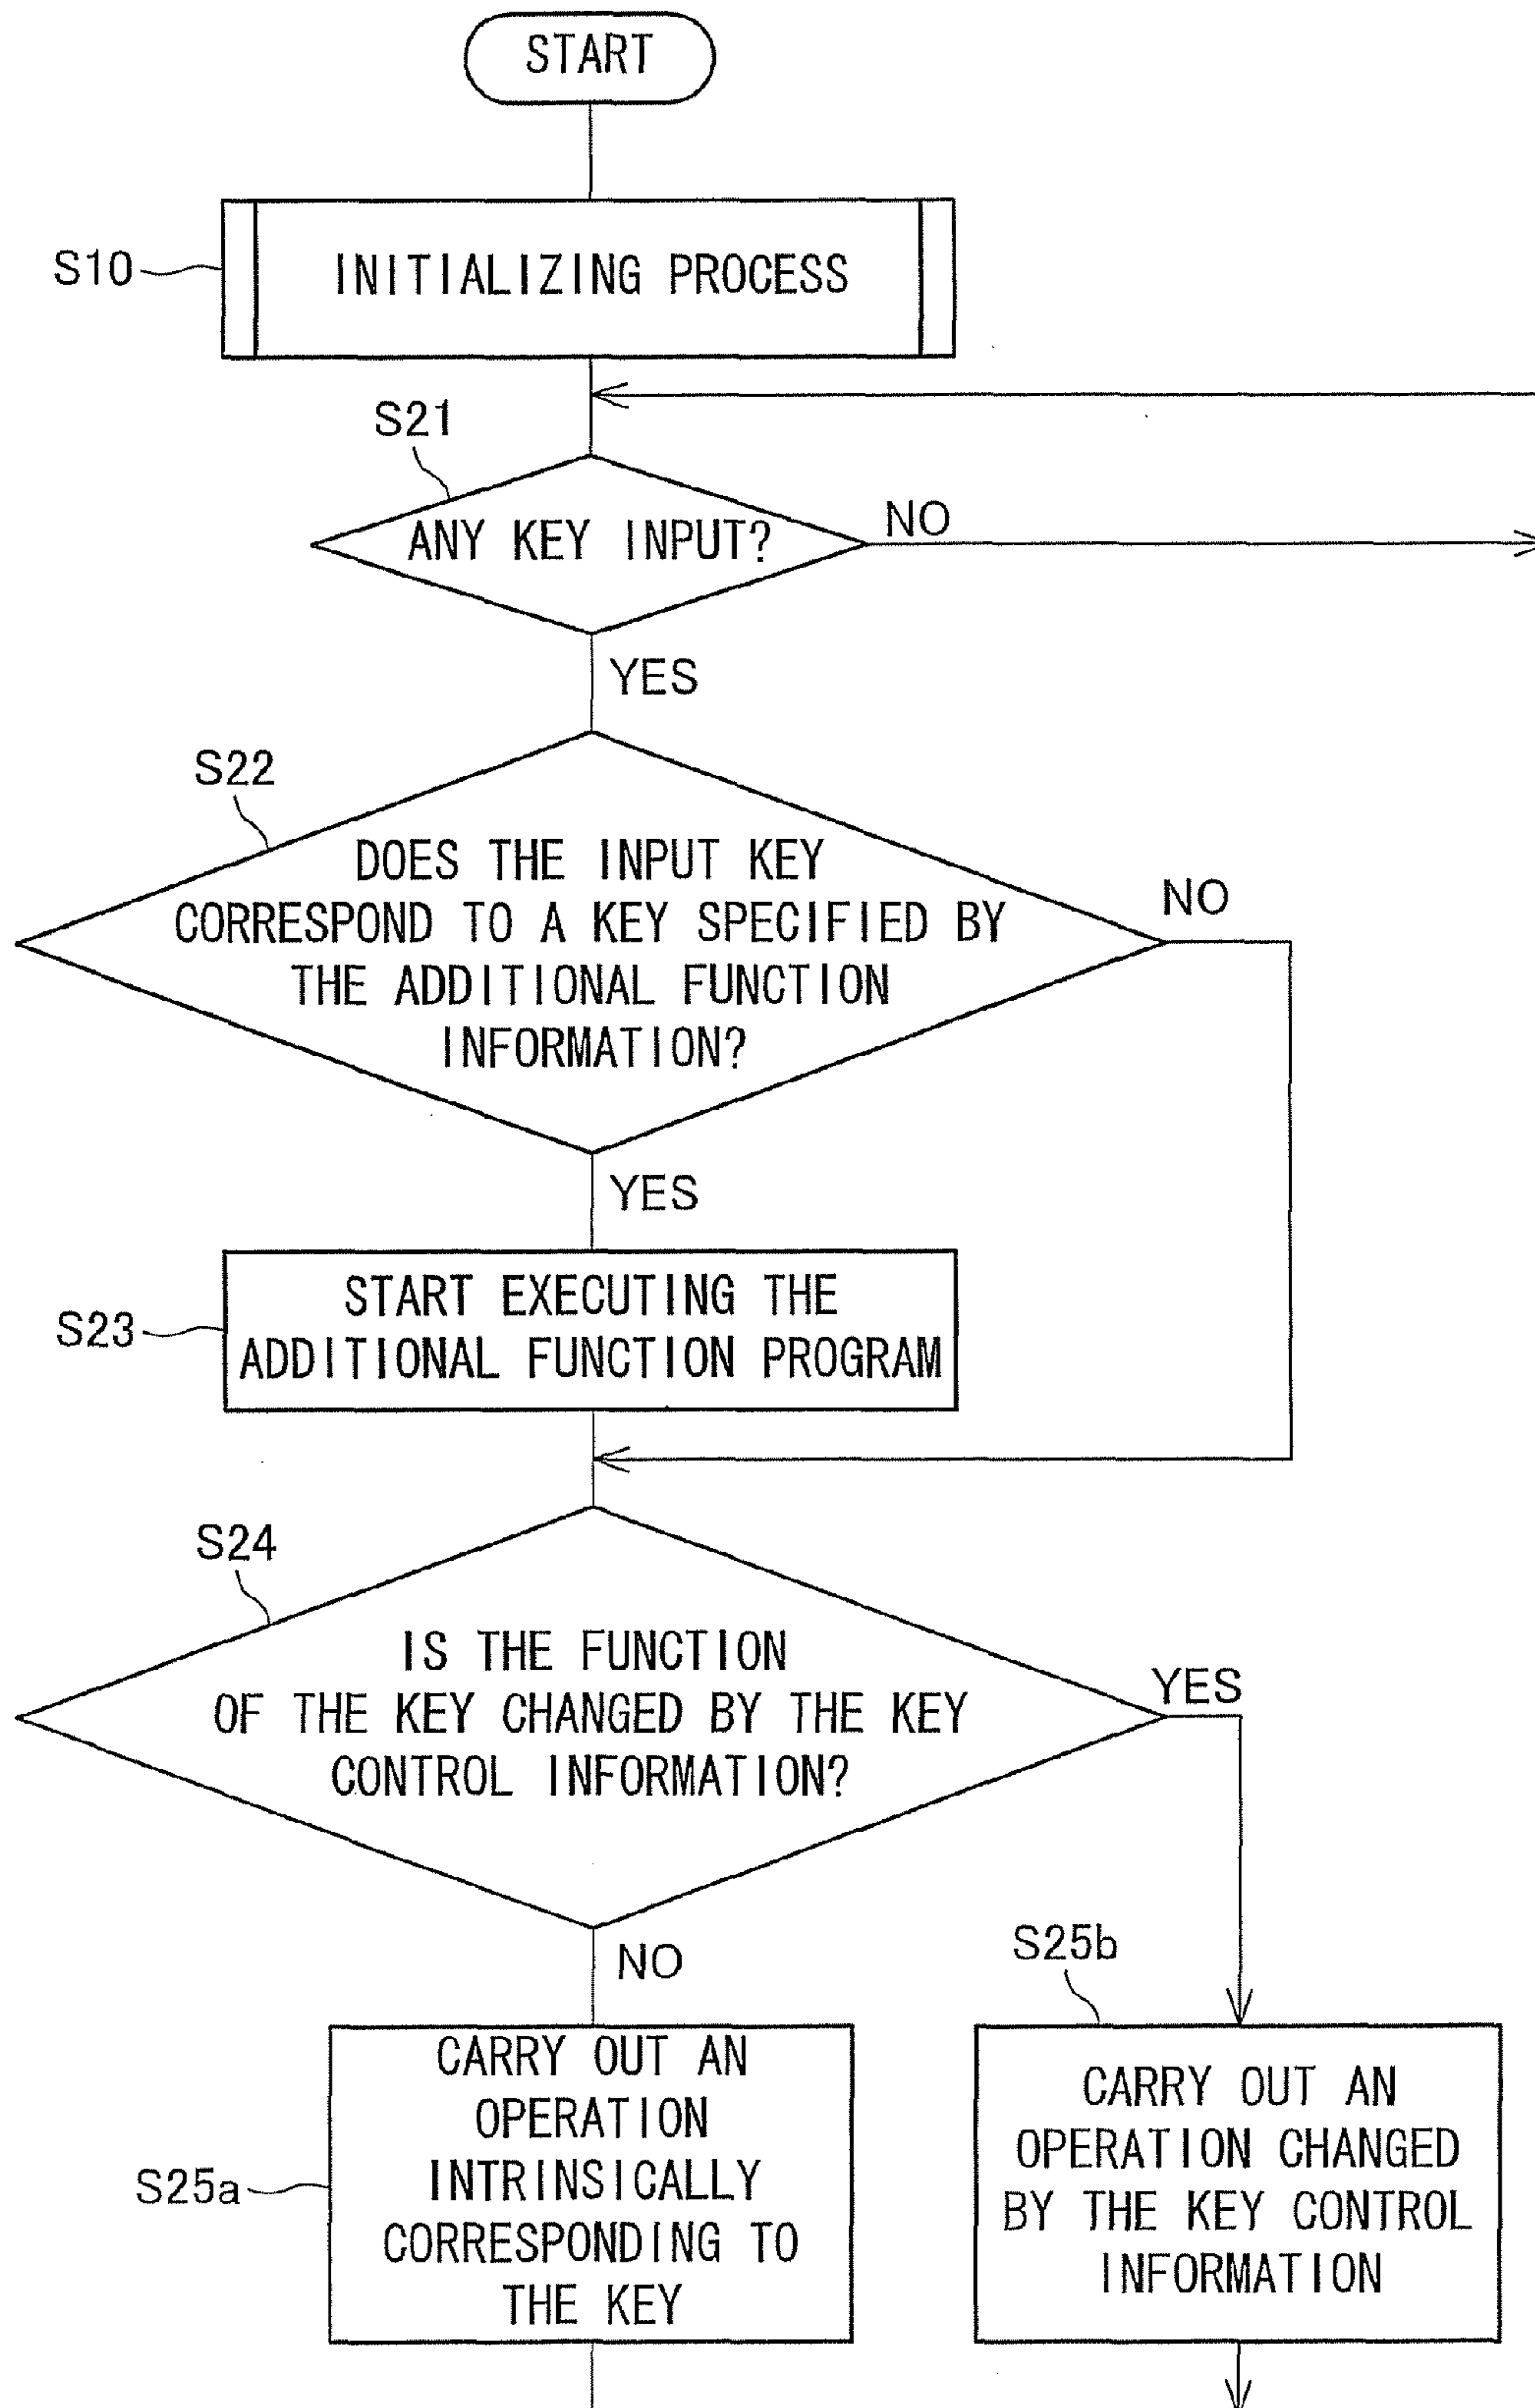 START
S10
INITIALIZING PROCESS
S21
ANY KEY INPUT?
NO
YES
S22
DOES THE INPUT KEY
CORRESPOND TO A KEY SPECIFIED BY
THE ADDITIONAL FUNCTION
INFORMATION?
NO
YES
S23
START EXECUTING THE
ADDITIONAL FUNCTION PROGRAM
S24
IS THE FUNCTION
OF THE KEY CHANGED BY THE KEY
CONTROL INFORMATION?
YES
NO
S25a
CARRY OUT AN
OPERATION
INTRINSICALLY
CORRESPONDING TO
THE KEY
S25b
CARRY OUT AN
OPERATION CHANGED
BY THE KEY CONTROL
INFORMATION